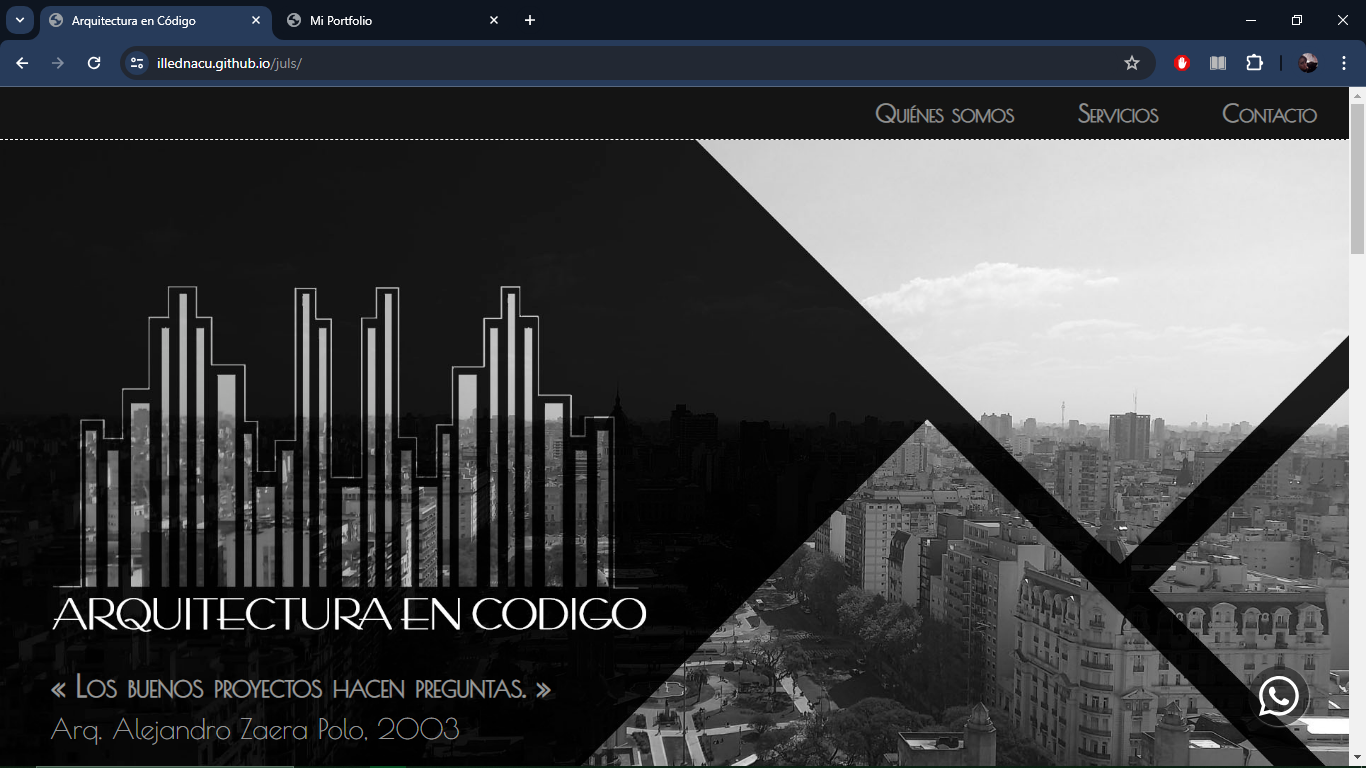 Arquitectura en Código
Mi Portfolio
illednacu.github.io/juls/
Quiénes somos
Servicios
Contacto
ARQUITECTURA EN CODIGO
« Los buenos proyectos hacen preguntas. »
Arq. Alejandro Zaera Polo, 2003